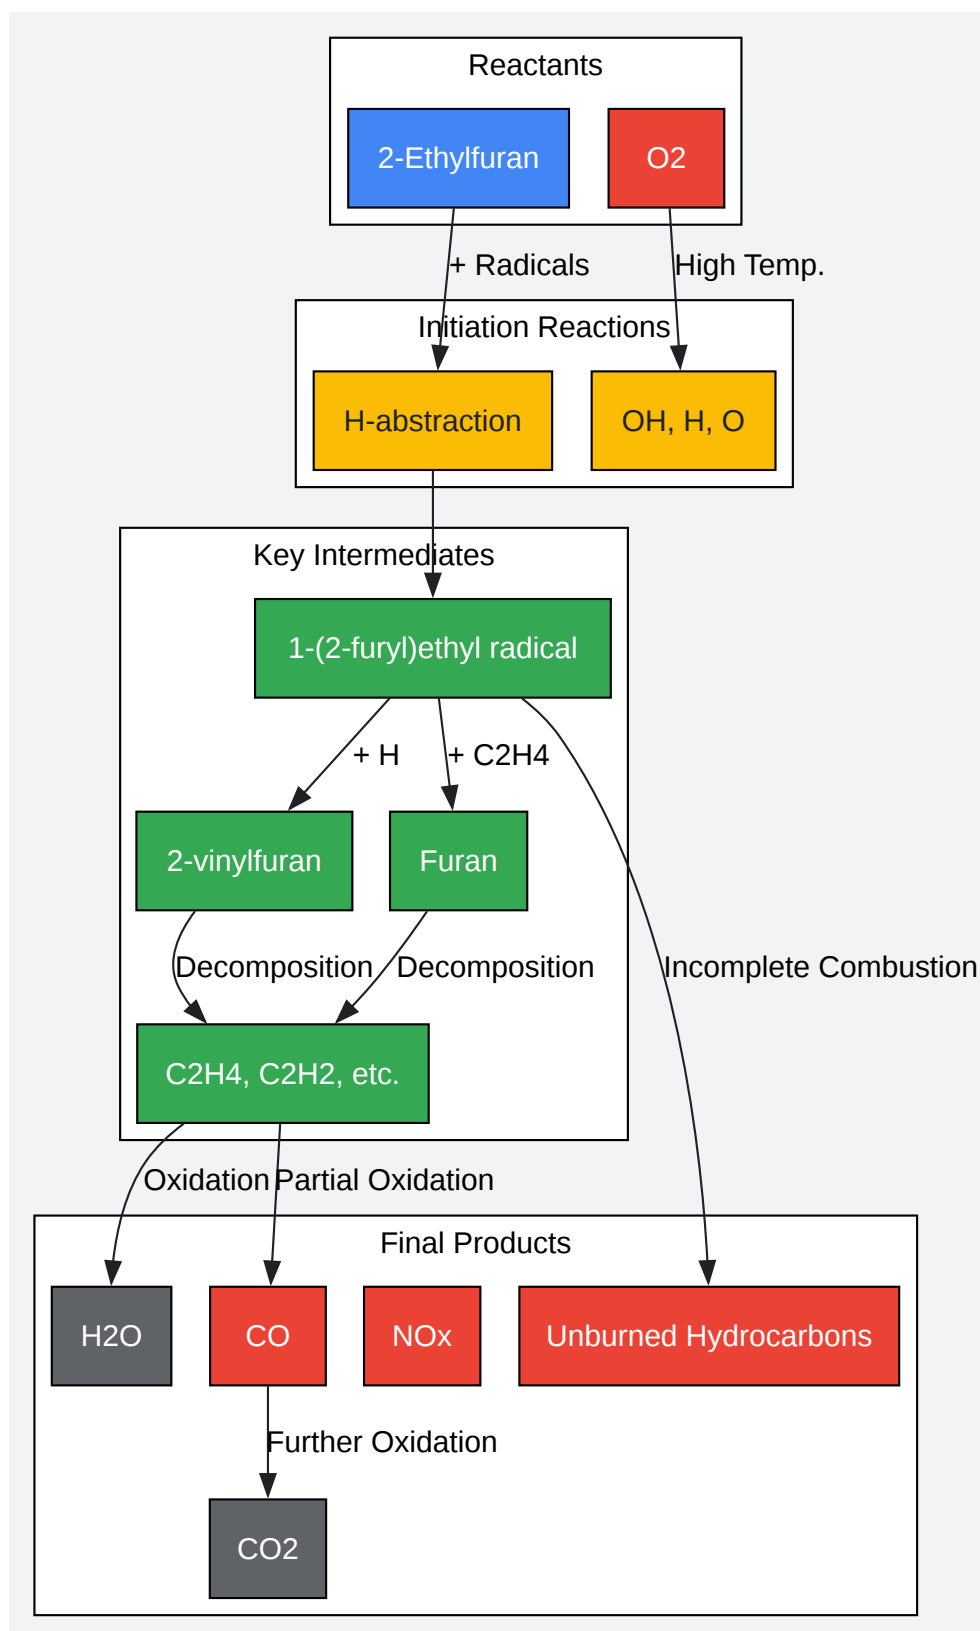 Reactants
2-Ethylfuran
O2
+ Radicals
High Temp.
Initiation Reactions
H-abstraction
OH, H, O
Key Intermediates
1-(2-furyl)ethyl radical
+ H
+ C2H4
2-vinylfuran
Furan
Decomposition
Decomposition
Incomplete Combustion
C2H4, C2H2, etc.
Oxidation
Partial Oxidation
Final Products
H2O
CO
NOx
Unburned Hydrocarbons
Further Oxidation
CO2